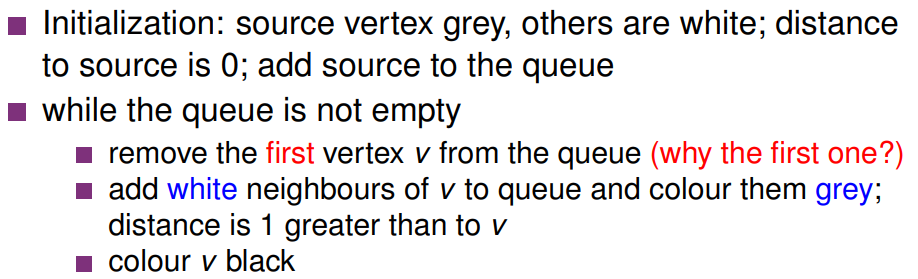 Initialization: source vertex grey, others are white; distance
to source is 0; add source to the queue
while the queue is not empty
remove the first vertex v from the queue (why the first one?)
add white neighbours of v to queue and colour them grey;
distance is 1 greater than to v
colour v black